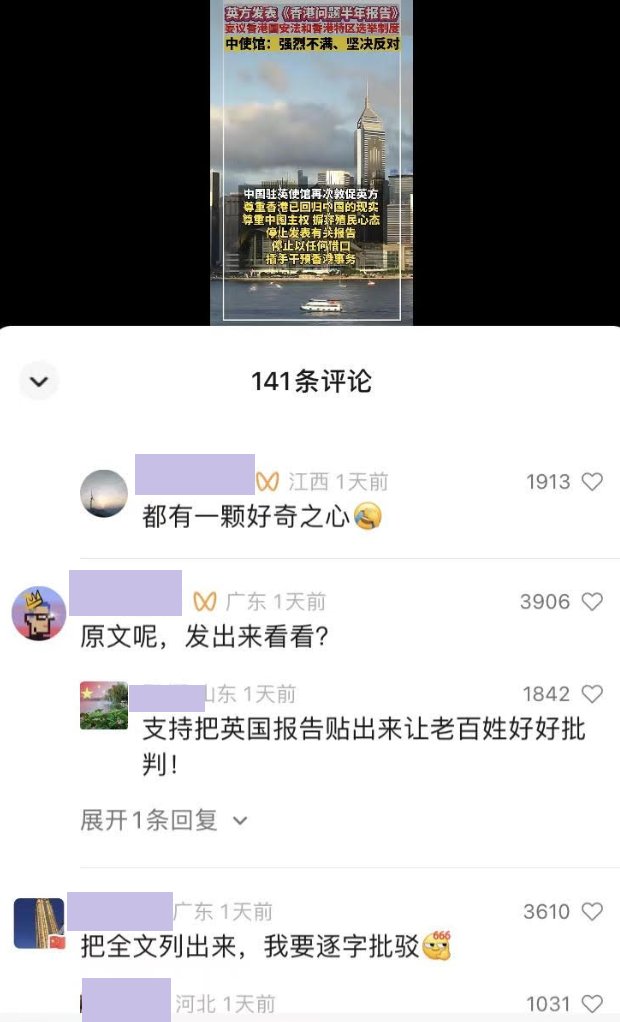 英方发表《香港问题半年报告》
妄议香港国安法和香港特区选举制度
中使馆：强烈不满、坚决反对
中国驻英使馆再次敦促英方
尊重香港已回归中国的现实
尊重中国主权 摒弃殖民心态
停止发表有关报告
停止以任何借口
插手干预香港事务
141条评论
江西 1天前 1913
都有一颗好奇之心
广东 1天前 3906
原文呢，发出来看看?
山东 1天前 1842
支持把英国报告贴出来让老百姓好好批
判！
展开1条回复
广东 1天前 3610
把全文列出来，我要逐字批驳
666
河北 1天前 1031